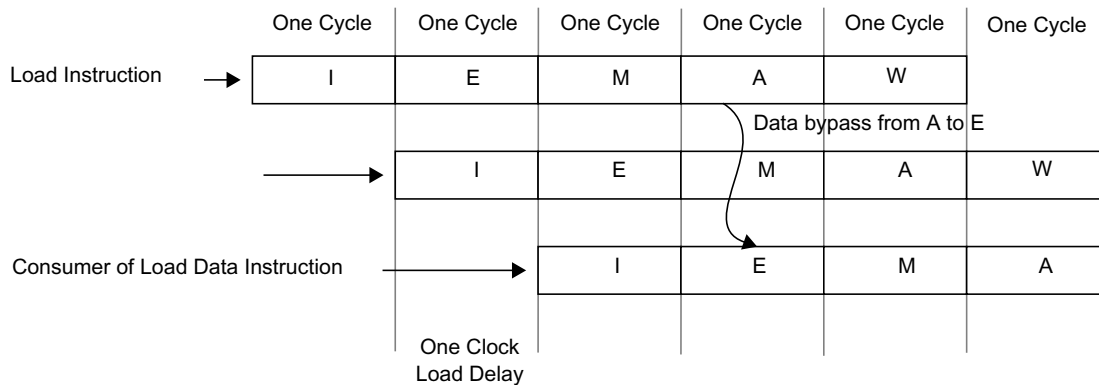 One Cycle One Cycle One Cycle One Cycle One Cycle One Cycle
Load Instruction I E M A W
Data bypass from A to E
I E M A W
Consumer of Load Data Instruction I E M A
One Clock
Load Delay